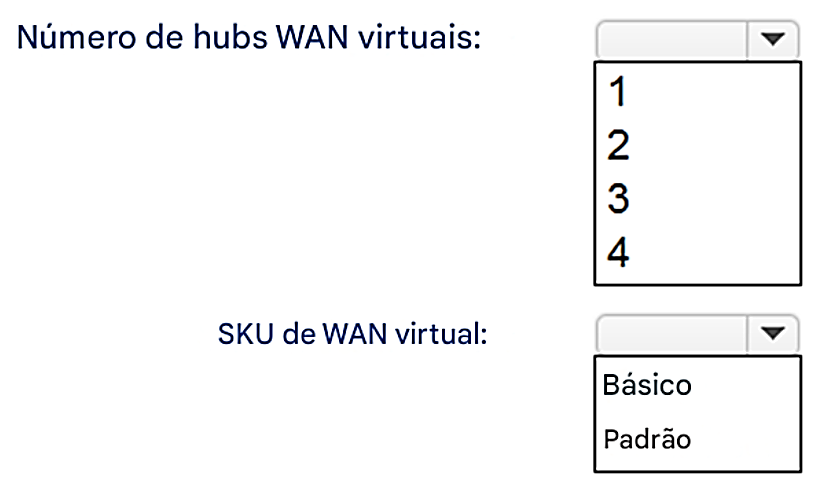 Número de hubs WAN virtuais:
1
2
3
4
SKU de WAN virtual:
Básico
Padrão